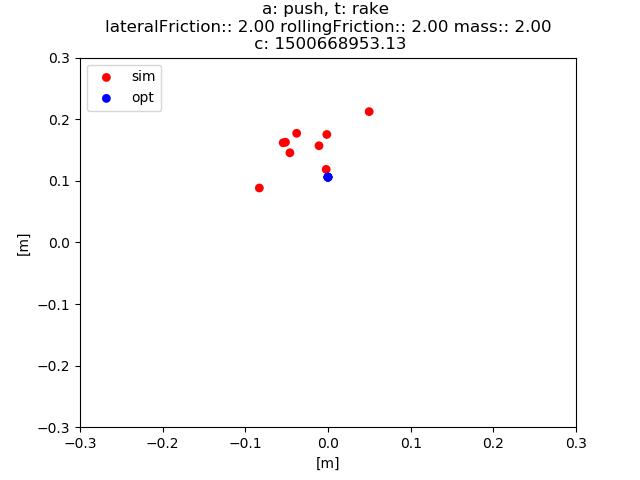 a: push, t: rake
lateralFriction:: 2.00 rollingFriction:: 2.00 mass:: 2.00
c: 1500668953.13
sim
opt
0.3
0.2
0.1
0.0
−0.1
−0.2
−0.3
[m]
−0.3
−0.2
−0.1
0.0
0.1
0.2
0.3
[m]